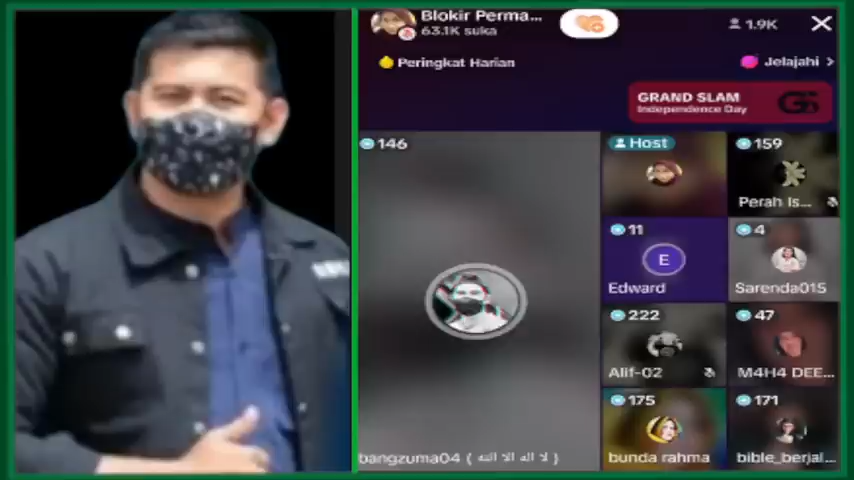 Blokir Perma...
63.1K suka
1.9K
Peringkat Harian
Jelajahi >
GRAND SLAM
Independence Day
146
Host
159
Perah Is...
11
4
E
Edward
Sarenda015
222
47
Alif-02
M4H4 DEE...
175
171
bangzuma04 ( لا اله الا الله )
bunda rahma
bible_berjal...